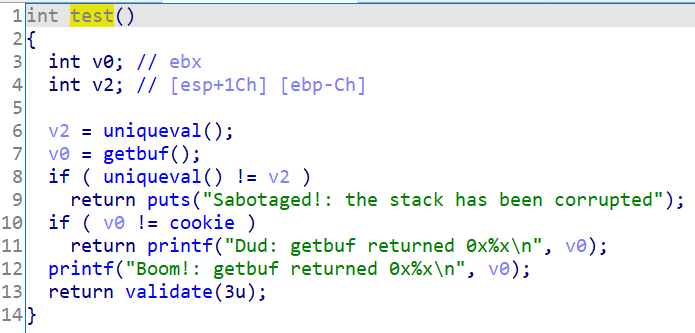 1 int test()
2 {
3 int v0; // ebx
4 int v2; // [esp+1Ch] [ebp-Ch]
5
6 v2 = uniqueval();
7 v0 = getbuf();
8 if ( uniqueval() != v2 )
9 return puts("Sabotaged!: the stack has been corrupted");
10 if ( v0 != cookie )
11 return printf("Dud: getbuf returned 0x%x\n", v0);
12 printf("Boom!: getbuf returned 0x%x\n", v0);
13 return validate(3u);
14 }